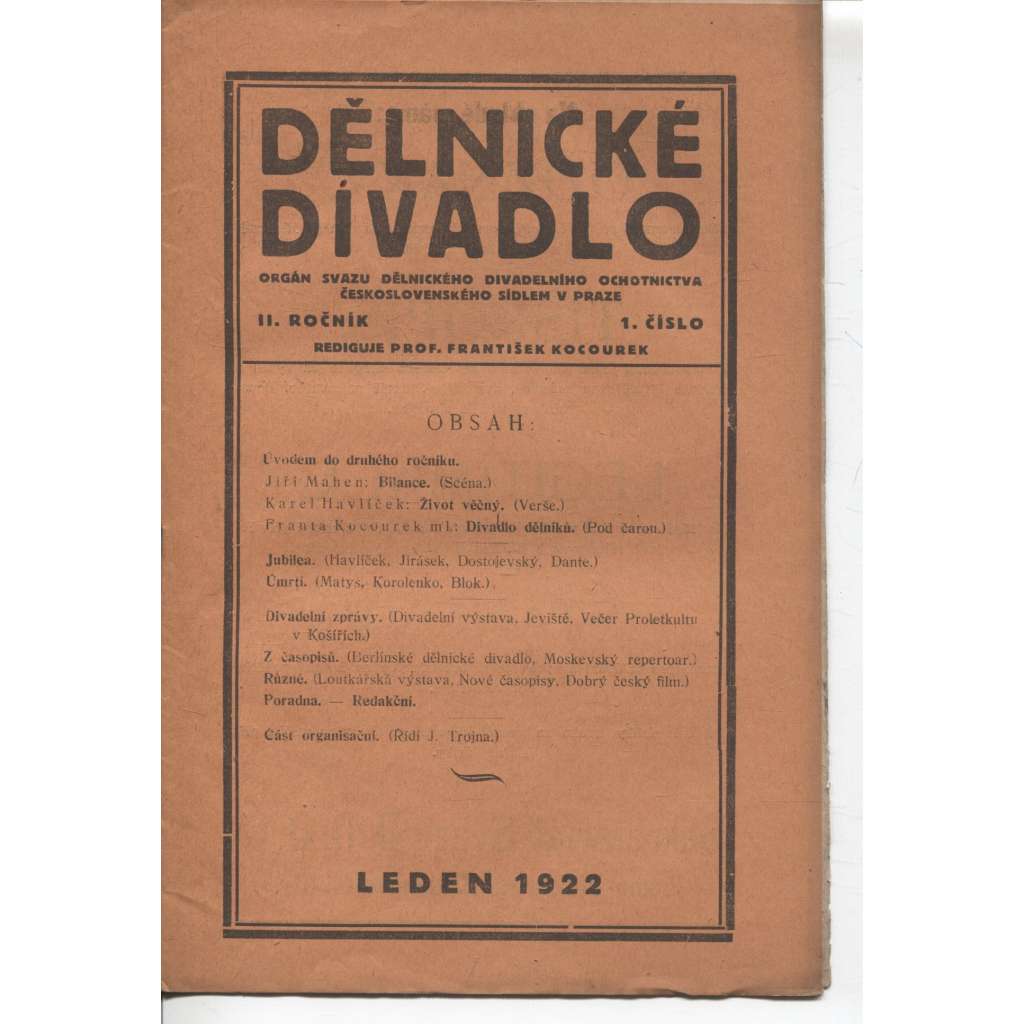 DĚLNICKÉ
DÍVADLO
ORGÁN SVAZU DĚLNICKÉHO DIVADELNÍHO OCHOTNICTVA
ČESKOSLOVENSKÉHO SÍDLEM V PRAZE
II. ROČNÍK 1. ČÍSLO
REDIGUJE PROF. FRANTIŠEK KOCOUREK
OBSAH:
Úvodem do druhého ročníku.
Jiří Mahen: Bilance. (Scéna.)
Karel Havlíček: Život věčný. (Verše.)
Franta Kocourek ml.: Divadlo dělníků. (Pod čarou.)
Jubilea. (Havlíček, Jirásek, Dostojevský, Dante.)
Úmrtí. (Matys, Korolenko, Blok.)
Divadelní zprávy. (Divadelní výstava, Jeviště, Večer Proletkultu
v Košířích.)
Z časopisů. (Berlínské dělnické divadlo, Moskevský repertoar.)
Různé. (Loutkářská výstava, Nové časopisy, Dobrý český film.)
Poradna. — Redakční.
Část organisační. (Řídí J. Trojna.)
LEDEN 1922